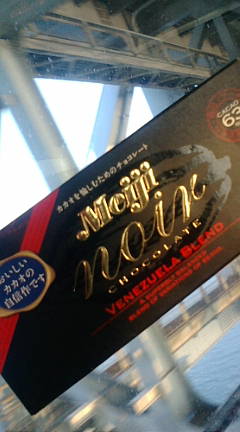 カカオを愉しむためのチョコレート
CACAO
63
Meiji
noir
CHOCOLATE
VENEZUELA BLEND
おいしい
カカオの
自信作です